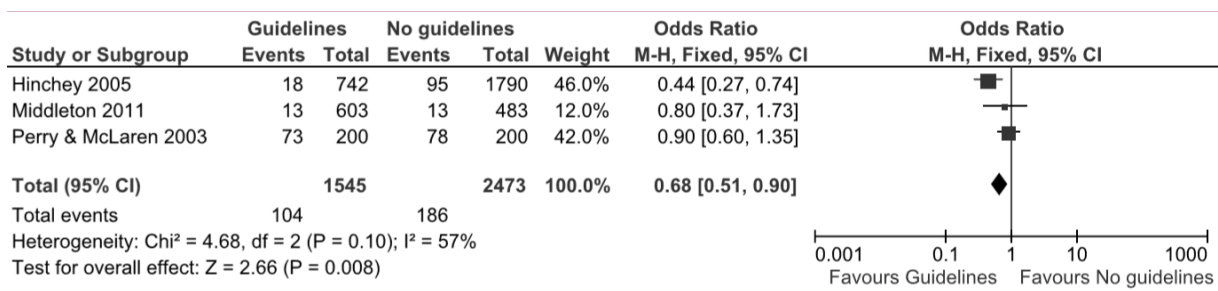 Guidelines No guidelines Odds Ratio Odds Ratio
Study or Subgroup Events Total Events Total Weight M-H, Fixed, 95% CI M-H, Fixed, 95% CI
Hinchey 2005 18 742 95 1790 46.0% 0.44 [0.27, 0.74]
Middleton 2011 13 603 13 483 12.0% 0.80 [0.37, 1.73]
Perry & McLaren 2003 73 200 78 200 42.0% 0.90 [0.60, 1.35]
Total (95% CI) 1545 2473 100.0% 0.68 [0.51, 0.90]
Total events 104 186
Heterogeneity: Chi² = 4.68, df = 2 (P = 0.10); I² = 57%
Test for overall effect: Z = 2.66 (P = 0.008)
0.001 0.1 1 10 1000
Favours Guidelines Favours No guidelines